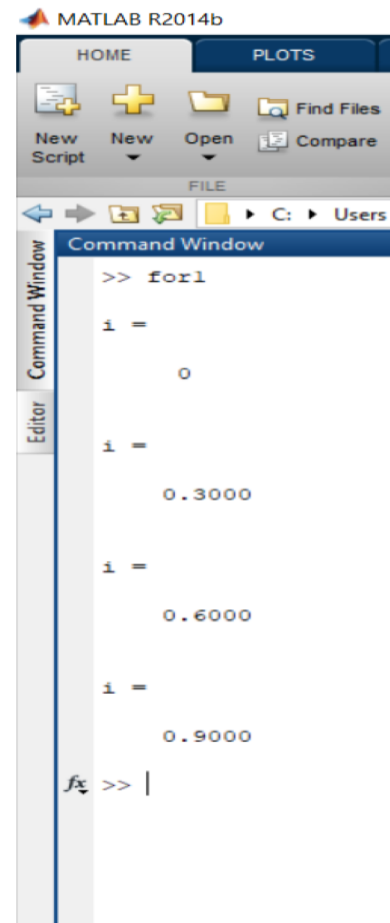 MATLAB R2014b
HOME PLOTS
New Script
New
Open
Find Files
Compare
FILE
C: Users
Command Window
Editor
Command Window
>> for1
i =
0
i =
0.3000
i =
0.6000
i =
0.9000
fx >>